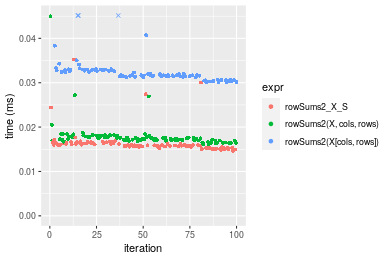 0.04
0.03
0.02
0.01
0.00
0
25
50
75
100
iteration
time (ms)
expr
rowSums2_X_S
rowSums2(X, cols, rows)
rowSums2(X[cols, rows])